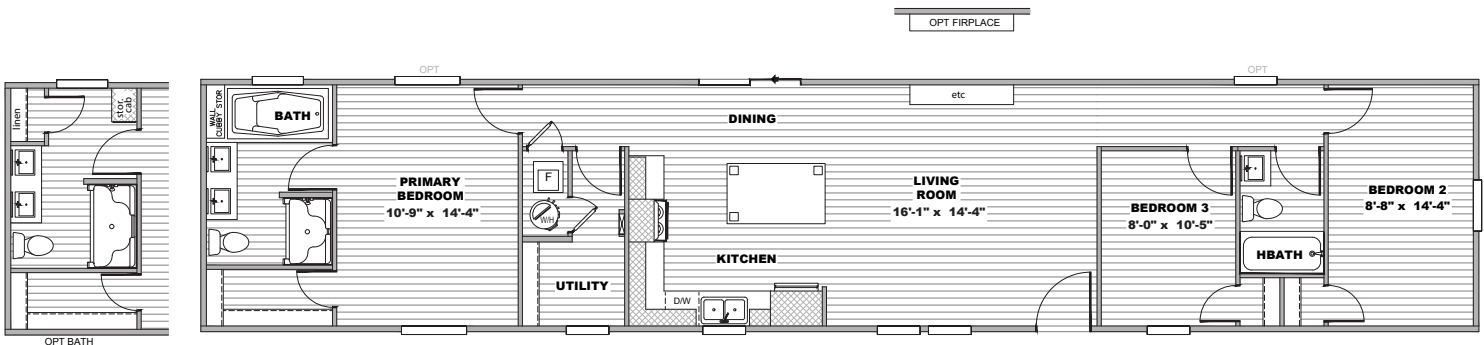 OPT FIRPLACE
linen
stor.
cab
OPT BATH
WALL
CUBBY STOR
BATH
OPT
PRIMARY
BEDROOM
10'-9" x 14'-4"
F
W/H
UTILITY
DINING
KITCHEN
D/W
etc
LIVING
ROOM
16'-1" x 14'-4"
OPT
BEDROOM 3
8'-0" x 10'-5"
HBATH
BEDROOM 2
8'-8" x 14'-4"